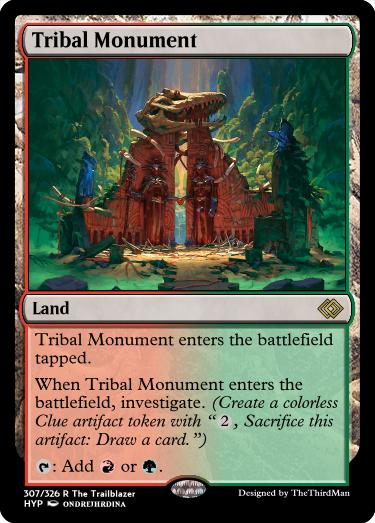 Tribal Monument
Land
Tribal Monument enters the battlefield
tapped.
When Tribal Monument enters the
battlefield, investigate. (Create a colorless
Clue artifact token with “2, Sacrifice this
artifact: Draw a card.”)
: Add or .
307/326 R The Trailblazer
Designed by TheThirdMan
HYP ONDREJHRDINA